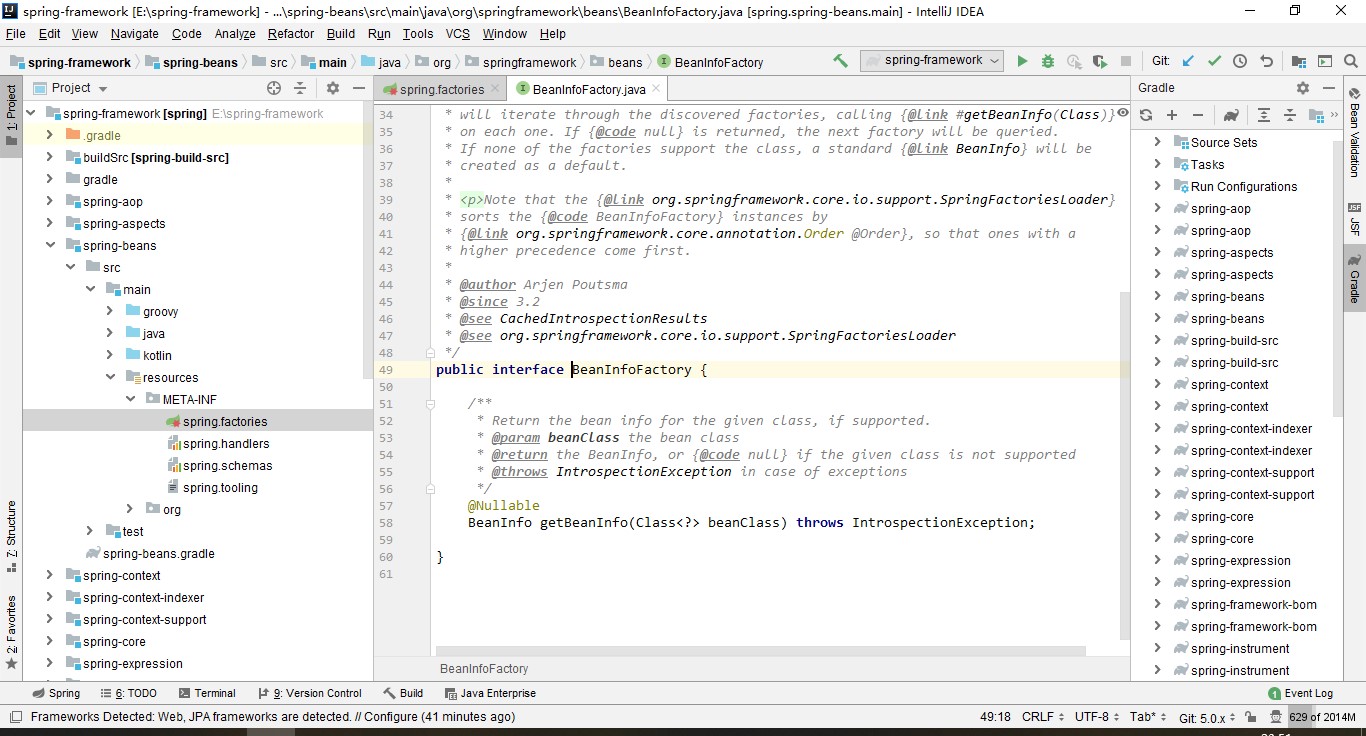 spring-framework [E:\spring-framework] - ...\spring-beans\src\main\java\org\springframework\beans\BeanInfoFactory.java [spring.spring-beans.main] - IntelliJ IDEA
File Edit View Navigate Code Analyze Refactor Build Run Tools VCS Window Help
spring-framework spring-beans src main java org springframework beans BeanInfoFactory spring-framework Git:
1: Project
7: Structure
2: Favorites
Project
spring-framework [spring] E:\spring-framework
.gradle
buildSrc [spring-build-src]
gradle
spring-aop
spring-aspects
spring-beans
src
main
groovy
java
kotlin
resources
META-INF
spring.factories
spring.handlers
spring.schemas
spring.tooling
org
test
spring-beans.gradle
spring-context
spring-context-indexer
spring-context-support
spring-core
spring-expression
spring.factories BeanInfoFactory.java
34 * will iterate through the discovered factories, calling {@link #getBeanInfo(Class)}
35 * on each one. If {@code null} is returned, the next factory will be queried.
36 * If none of the factories support the class, a standard {@link BeanInfo} will be
37 * created as a default.
38 *
39 * <p>Note that the {@link org.springframework.core.io.support.SpringFactoriesLoader}
40 * sorts the {@code BeanInfoFactory} instances by
41 * {@link org.springframework.core.annotation.Order @Order}, so that ones with a
42 * higher precedence come first.
43 *
44 * @author Arjen Poutsma
45 * @since 3.2
46 * @see CachedIntrospectionResults
47 * @see org.springframework.core.io.support.SpringFactoriesLoader
48 */
49 public interface BeanInfoFactory {
50
51 /**
52 * Return the bean info for the given class, if supported.
53 * @param beanClass the bean class
54 * @return the BeanInfo, or {@code null} if the given class is not supported
55 * @throws IntrospectionException in case of exceptions
56 */
57 @Nullable
58 BeanInfo getBeanInfo(Class<?> beanClass) throws IntrospectionException;
59
60 }
61
BeanInfoFactory
Gradle
Source Sets
Tasks
Run Configurations
spring-aop
spring-aop
spring-aspects
spring-aspects
spring-beans
spring-beans
spring-build-src
spring-build-src
spring-context
spring-context
spring-context-indexer
spring-context-indexer
spring-context-support
spring-context-support
spring-core
spring-core
spring-expression
spring-expression
spring-framework-bom
spring-framework-bom
spring-instrument
spring-instrument
Bean Validation
JSF JSF
Gradle
Spring 6: TODO Terminal 9: Version Control Build Java Enterprise 1 Event Log
Frameworks Detected: Web, JPA frameworks are detected. // Configure (41 minutes ago) 49:18 CRLF UTF-8 Tab* Git: 5.0.x 629 of 2014M